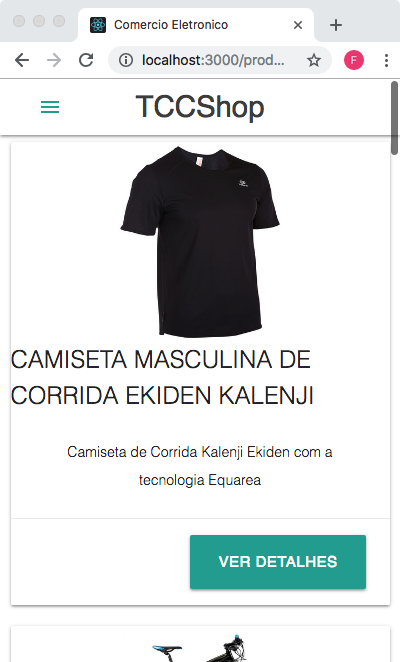 Comercio Eletronico
localhost:3000/prod...
F
TCCShop
CAMISETA MASCULINA DE
CORRIDA EKIDEN KALENJI
Camiseta de Corrida Kalenji Ekiden com a
tecnologia Equarea
VER DETALHES